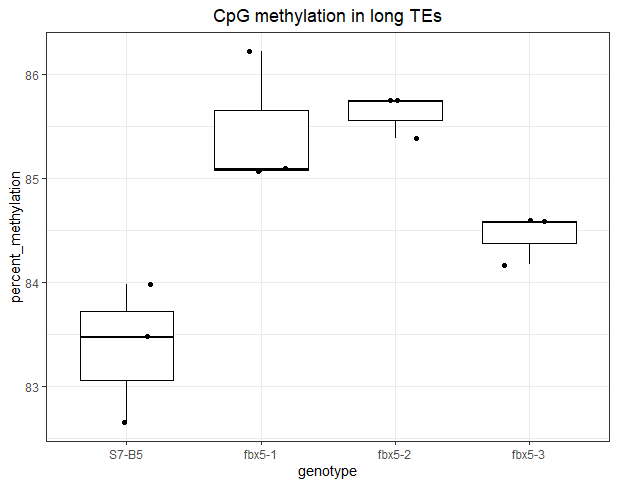 CpG methylation in long TEs
percent_methylation
86
85
84
83
S7-B5 fbx5-1 fbx5-2 fbx5-3
genotype